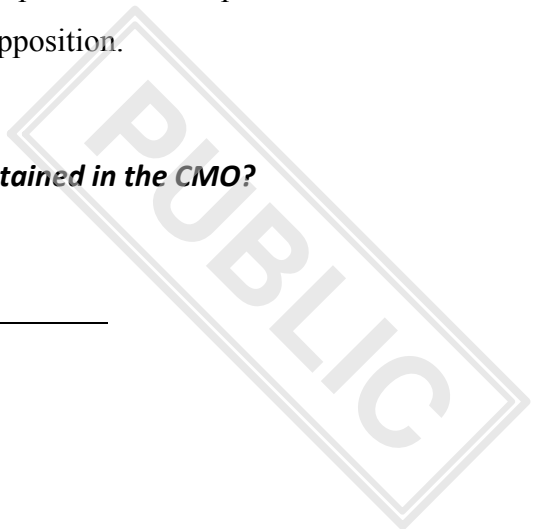 pposition.
tained in the CMO?
PUBLIC